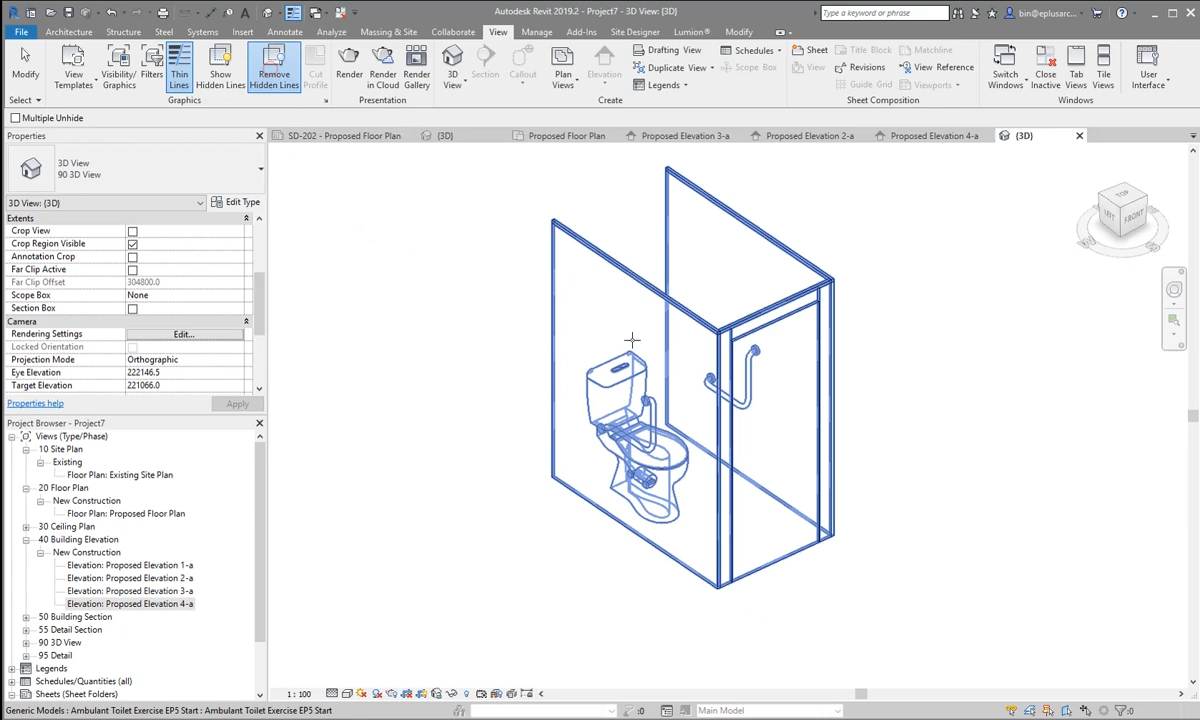 Autodesk Revit 2019.2 - Project7 - 3D View: {3D}
Type a keyword or phrase
bin@eplusarc...
File Architecture Structure Steel Systems Insert Annotate Analyze Massing & Site Collaborate View Manage Add-Ins Site Designer Lumion® Modify
Modify
View Templates
Visibility/ Graphics
Filters
Thin Lines
Show Hidden Lines
Remove Hidden Lines
Cut Profile
Render
Render in Cloud
Render Gallery
3D View
Section
Callout
Plan Views
Elevation
Drafting View
Duplicate View
Legends
Schedules
Scope Box
Sheet
View
Title Block
Revisions
Guide Grid
Matchline
View Reference
Viewports
Switch Windows
Close Inactive
Tab Views
Tile Views
User Interface
Select Graphics Presentation Create Sheet Composition Windows
Multiple Unhide
Properties
SD-202 - Proposed Floor Plan {3D} Proposed Floor Plan Proposed Elevation 3-a Proposed Elevation 2-a Proposed Elevation 4-a {3D}
3D View
90 3D View
3D View: {3D} Edit Type
Extents
Crop View
Crop Region Visible
Annotation Crop
Far Clip Active
Far Clip Offset 304800.0
Scope Box None
Section Box
Camera
Rendering Settings Edit...
Locked Orientation
Projection Mode Orthographic
Eye Elevation 222146.5
Target Elevation 221066.0
Properties help Apply
Project Browser - Project7
Views (Type/Phase)
10 Site Plan
Existing
Floor Plan: Existing Site Plan
20 Floor Plan
New Construction
Floor Plan: Proposed Floor Plan
30 Ceiling Plan
40 Building Elevation
New Construction
Elevation: Proposed Elevation 1-a
Elevation: Proposed Elevation 2-a
Elevation: Proposed Elevation 3-a
Elevation: Proposed Elevation 4-a
50 Building Section
55 Detail Section
90 3D View
95 Detail
Legends
Schedules/Quantities (all)
Sheets (Sheet Folders)
TOP
LEFT
FRONT
1 : 100
Generic Models : Ambulant Toilet Exercise EP5 Start : Ambulant Toilet Exercise EP5 Start
:0
Main Model
:0